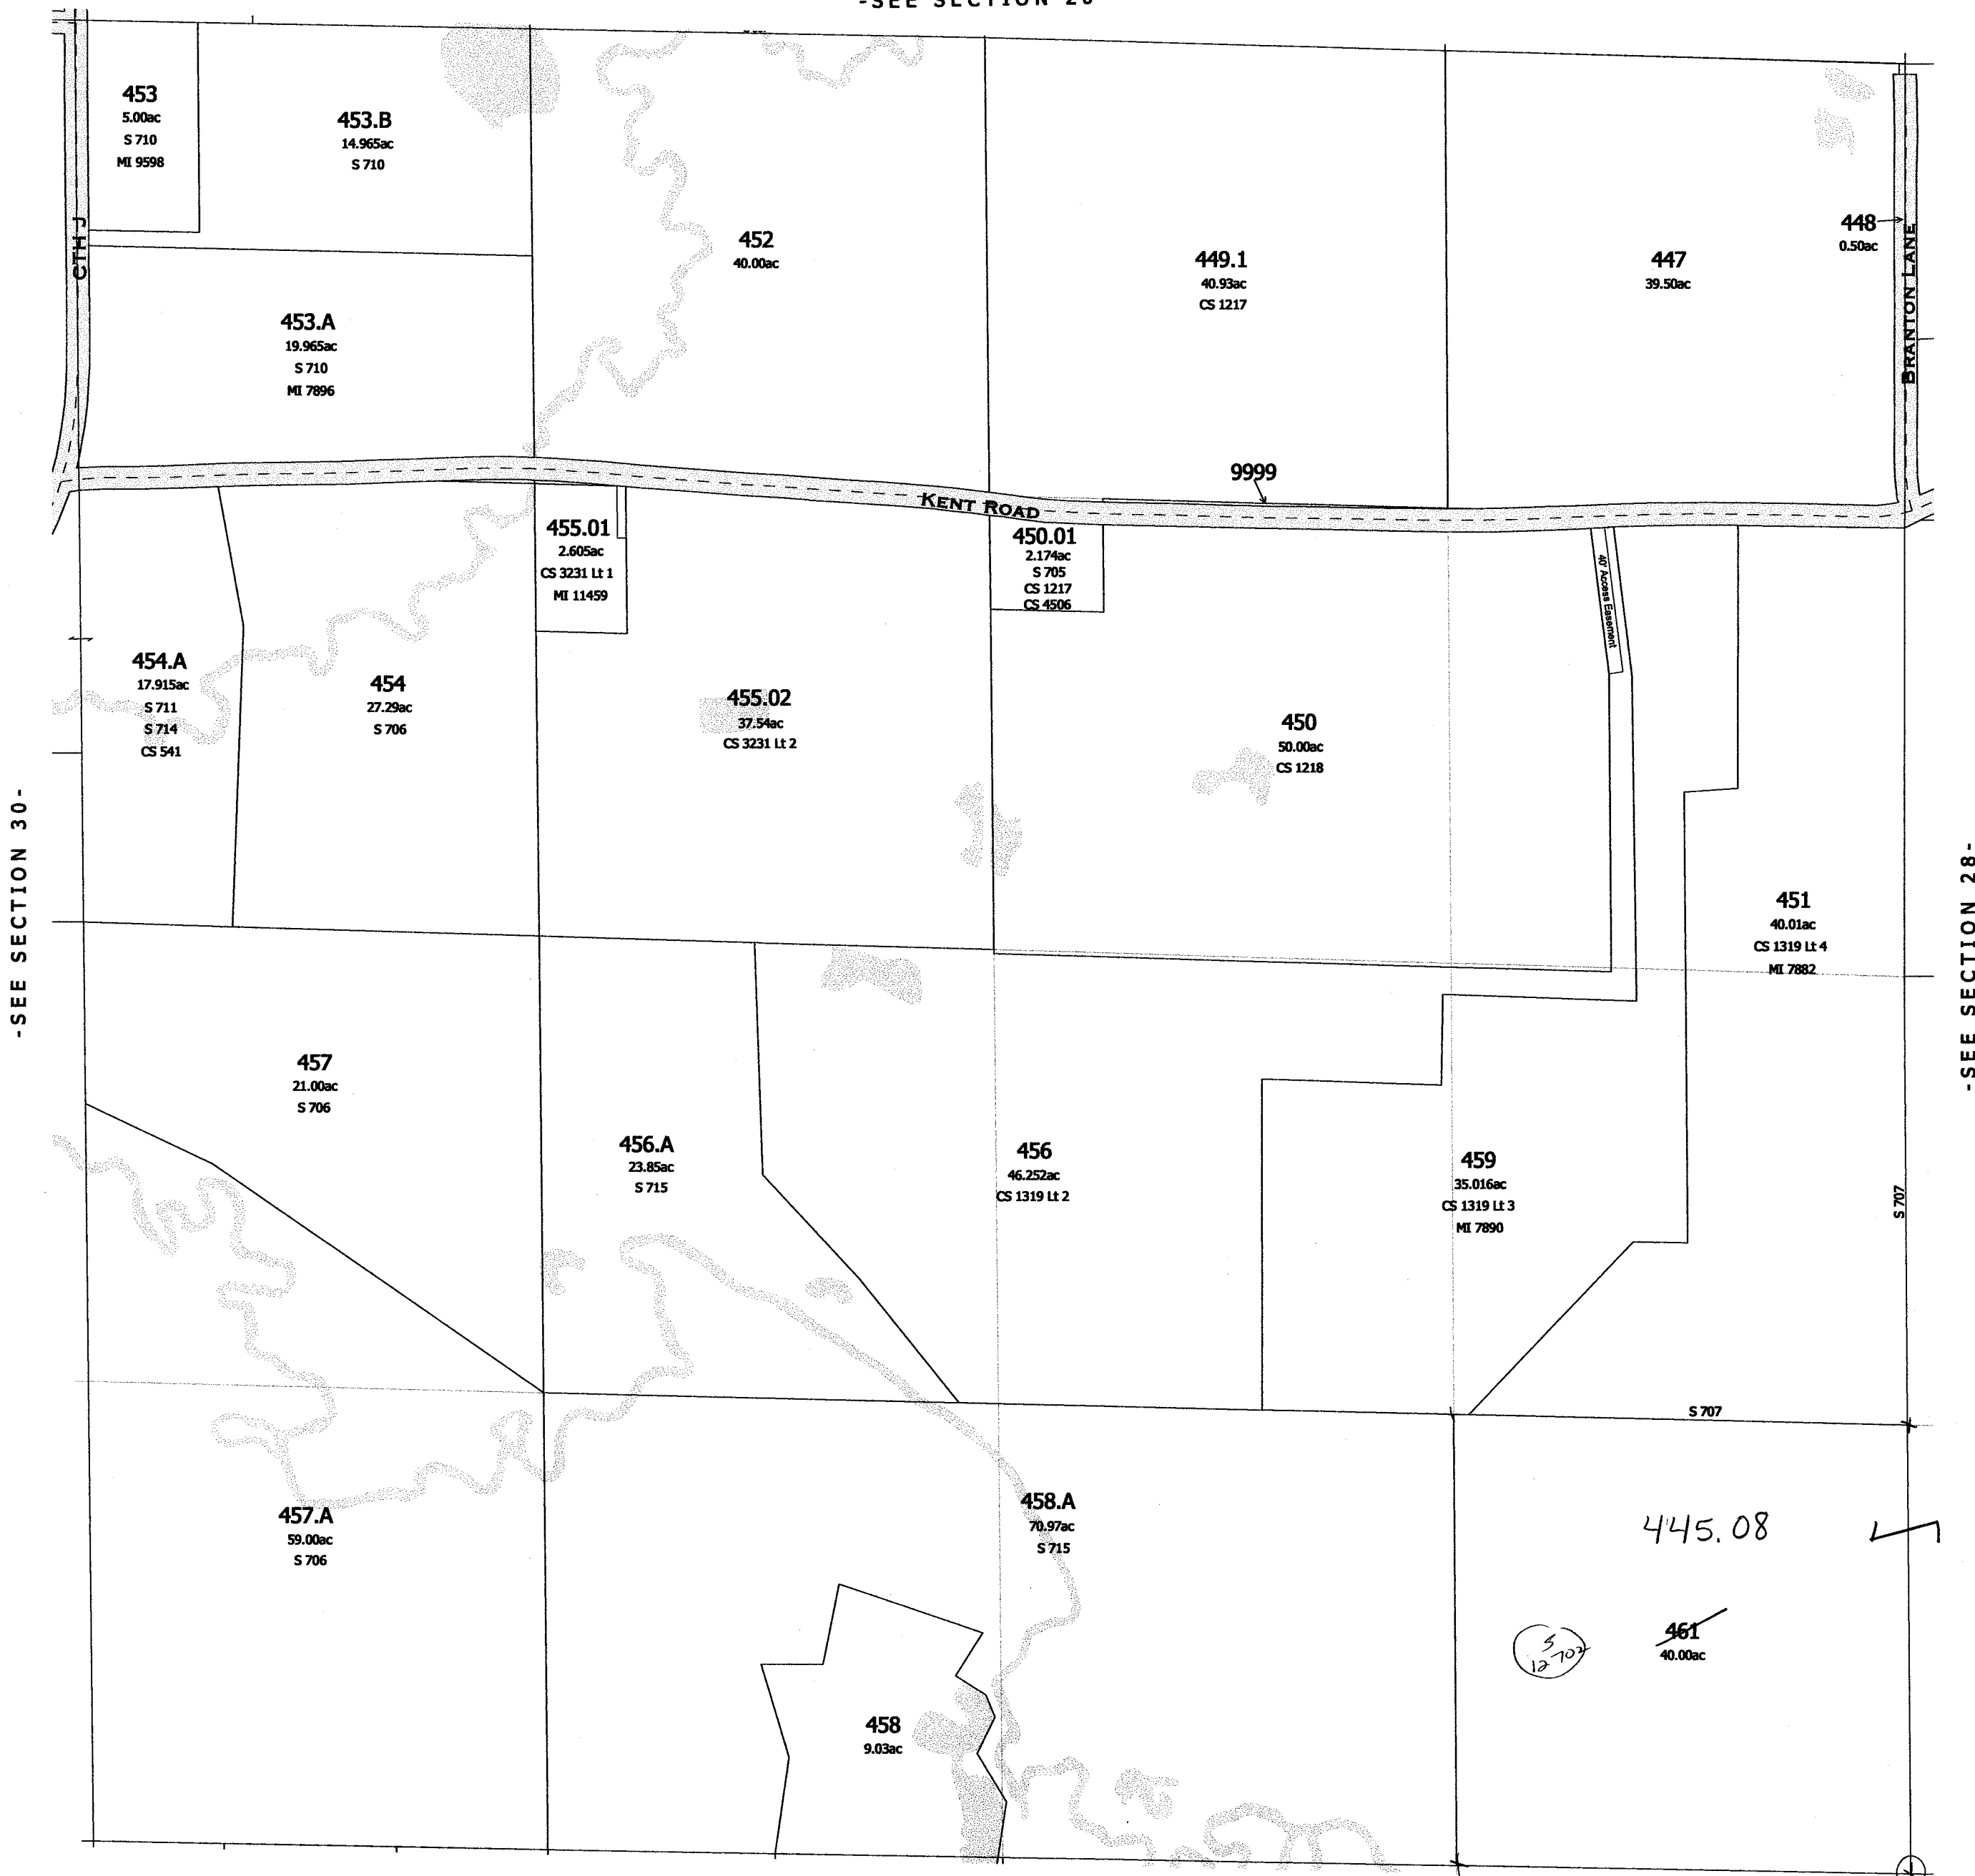 -SEE SECTION 20
453
5.00ac
S 710
MI 9598
453.B
14.965ac
S 710
CTH J
452
40.00ac
449.1
40.93ac
CS 1217
447
39.50ac
448
0.50ac
BRANTON LANE
453.A
19.965ac
S 710
MI 7896
9999
KENT ROAD
455.01
2.605ac
CS 3231 Lt 1
MI 11459
450.01
2.174ac
S 705
CS 1217
CS 4506
40' Access Easement
454.A
17.915ac
S 711
S 714
CS 541
454
27.29ac
S 706
455.02
37.54ac
CS 3231 Lt 2
450
50.00ac
CS 1218
-SEE SECTION 30-
-SEE SECTION 28-
451
40.01ac
CS 1319 Lt 4
MI 7882
457
21.00ac
S 706
456.A
23.85ac
S 715
456
46.252ac
CS 1319 Lt 2
459
35.016ac
CS 1319 Lt 3
MI 7890
S 707
S 707
457.A
59.00ac
S 706
458.A
70.97ac
S 715
445.08
461
40.00ac
5
12702
458
9.03ac